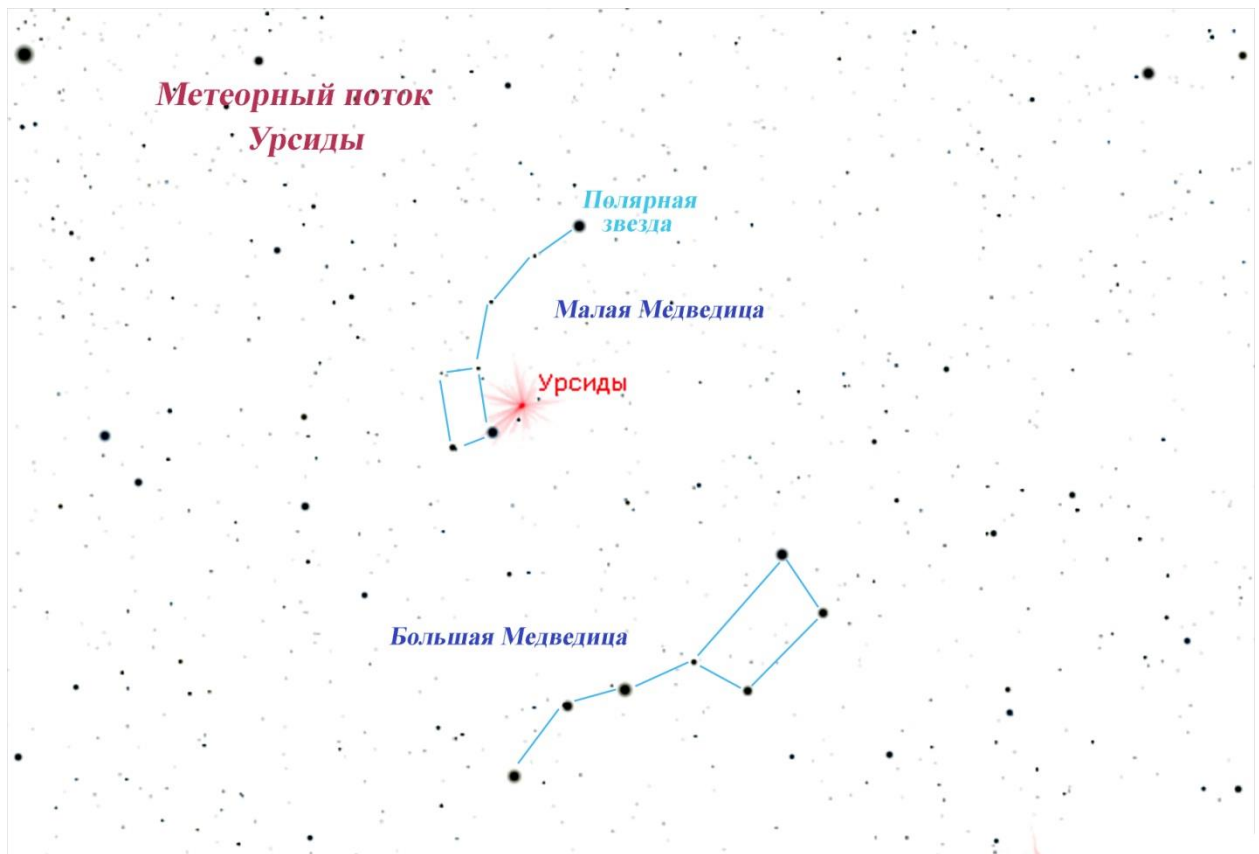 Метеорный поток
Урсиды
Полярная
звезда
Малая Медведица
Урсиды
Большая Медведица